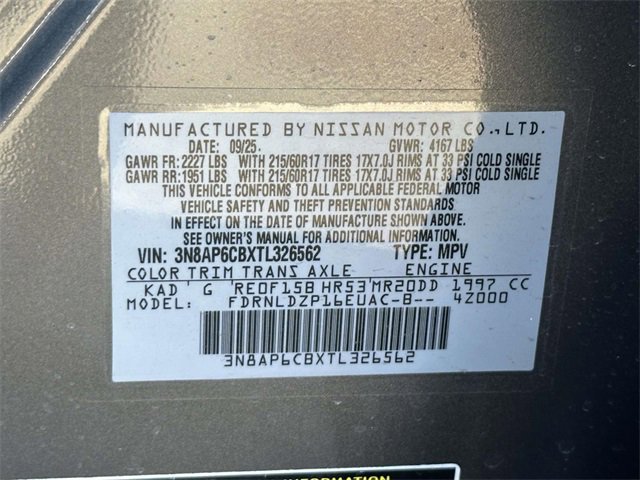 MANUFACTURED BY NISSAN MOTOR CO., LTD.
DATE: 09/25. GVWR: 4167 LBS
GAWR FR: 2227 LBS WITH 215/60R17 TIRES 17X7.0J RIMS AT 33 PSI COLD SINGLE
GAWR RR: 1951 LBS WITH 215/60R17 TIRES 17X7.0J RIMS AT 33 PSI COLD SINGLE
THIS VEHICLE CONFORMS TO ALL APPLICABLE FEDERAL MOTOR
VEHICLE SAFETY AND THEFT PREVENTION STANDARDS
IN EFFECT ON THE DATE OF MANUFACTURE SHOWN ABOVE.
SEE OWNER'S MANUAL FOR ADDITIONAL INFORMATION.
VIN: 3N8AP6CBXTL326562 TYPE: MPV
COLOR TRIM TRANS AXLE ENGINE
KAD G RE0F15B HR53 MR20DD 1997 CC
MODEL: FDRNLDZP16EUAC-B-- 4Z000
3N8AP6CBXTL326562
INFORMATION